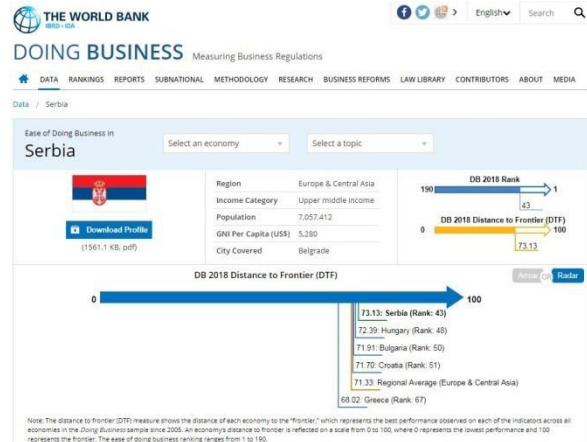 THE WORLD BANK
IBRD • IDA
English
Search
DOING BUSINESS Measuring Business Regulations
DATA RANKINGS REPORTS SUBNATIONAL METHODOLOGY RESEARCH BUSINESS REFORMS LAW LIBRARY CONTRIBUTORS ABOUT MEDIA
Data / Serbia
Ease of Doing Business in
Serbia
Select an economy
Select a topic
Download Profile
(1561.1 KB, pdf)
Region Europe & Central Asia
Income Category Upper middle income
Population 7,057,412
GNI Per Capita (US$) 5,280
City Covered Belgrade
DB 2018 Rank
190 1
43
DB 2018 Distance to Frontier (DTF)
0 100
73.13
DB 2018 Distance to Frontier (DTF)
Arrow OR Radar
0 100
73.13: Serbia (Rank: 43)
72.39: Hungary (Rank: 48)
71.91: Bulgaria (Rank: 50)
71.70: Croatia (Rank: 51)
71.33: Regional Average (Europe & Central Asia)
68.02: Greece (Rank: 67)
Note: The distance to frontier (DTF) measure shows the distance of each economy to the "frontier," which represents the best performance observed on each of the indicators across all
economies in the Doing Business sample since 2005. An economy's distance to frontier is reflected on a scale from 0 to 100, where 0 represents the lowest performance and 100
represents the frontier. The ease of doing business ranking ranges from 1 to 190.